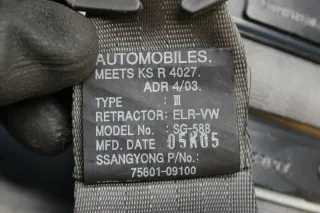 AUTOMOBILES.
MEETS KS R 4027.
ADR 4/03.
TYPE : III
RETRACTOR: ELR-VW
MODEL No. : SG-588
MFD. DATE 05K05
SSANGYONG P/No.:
75601-09100